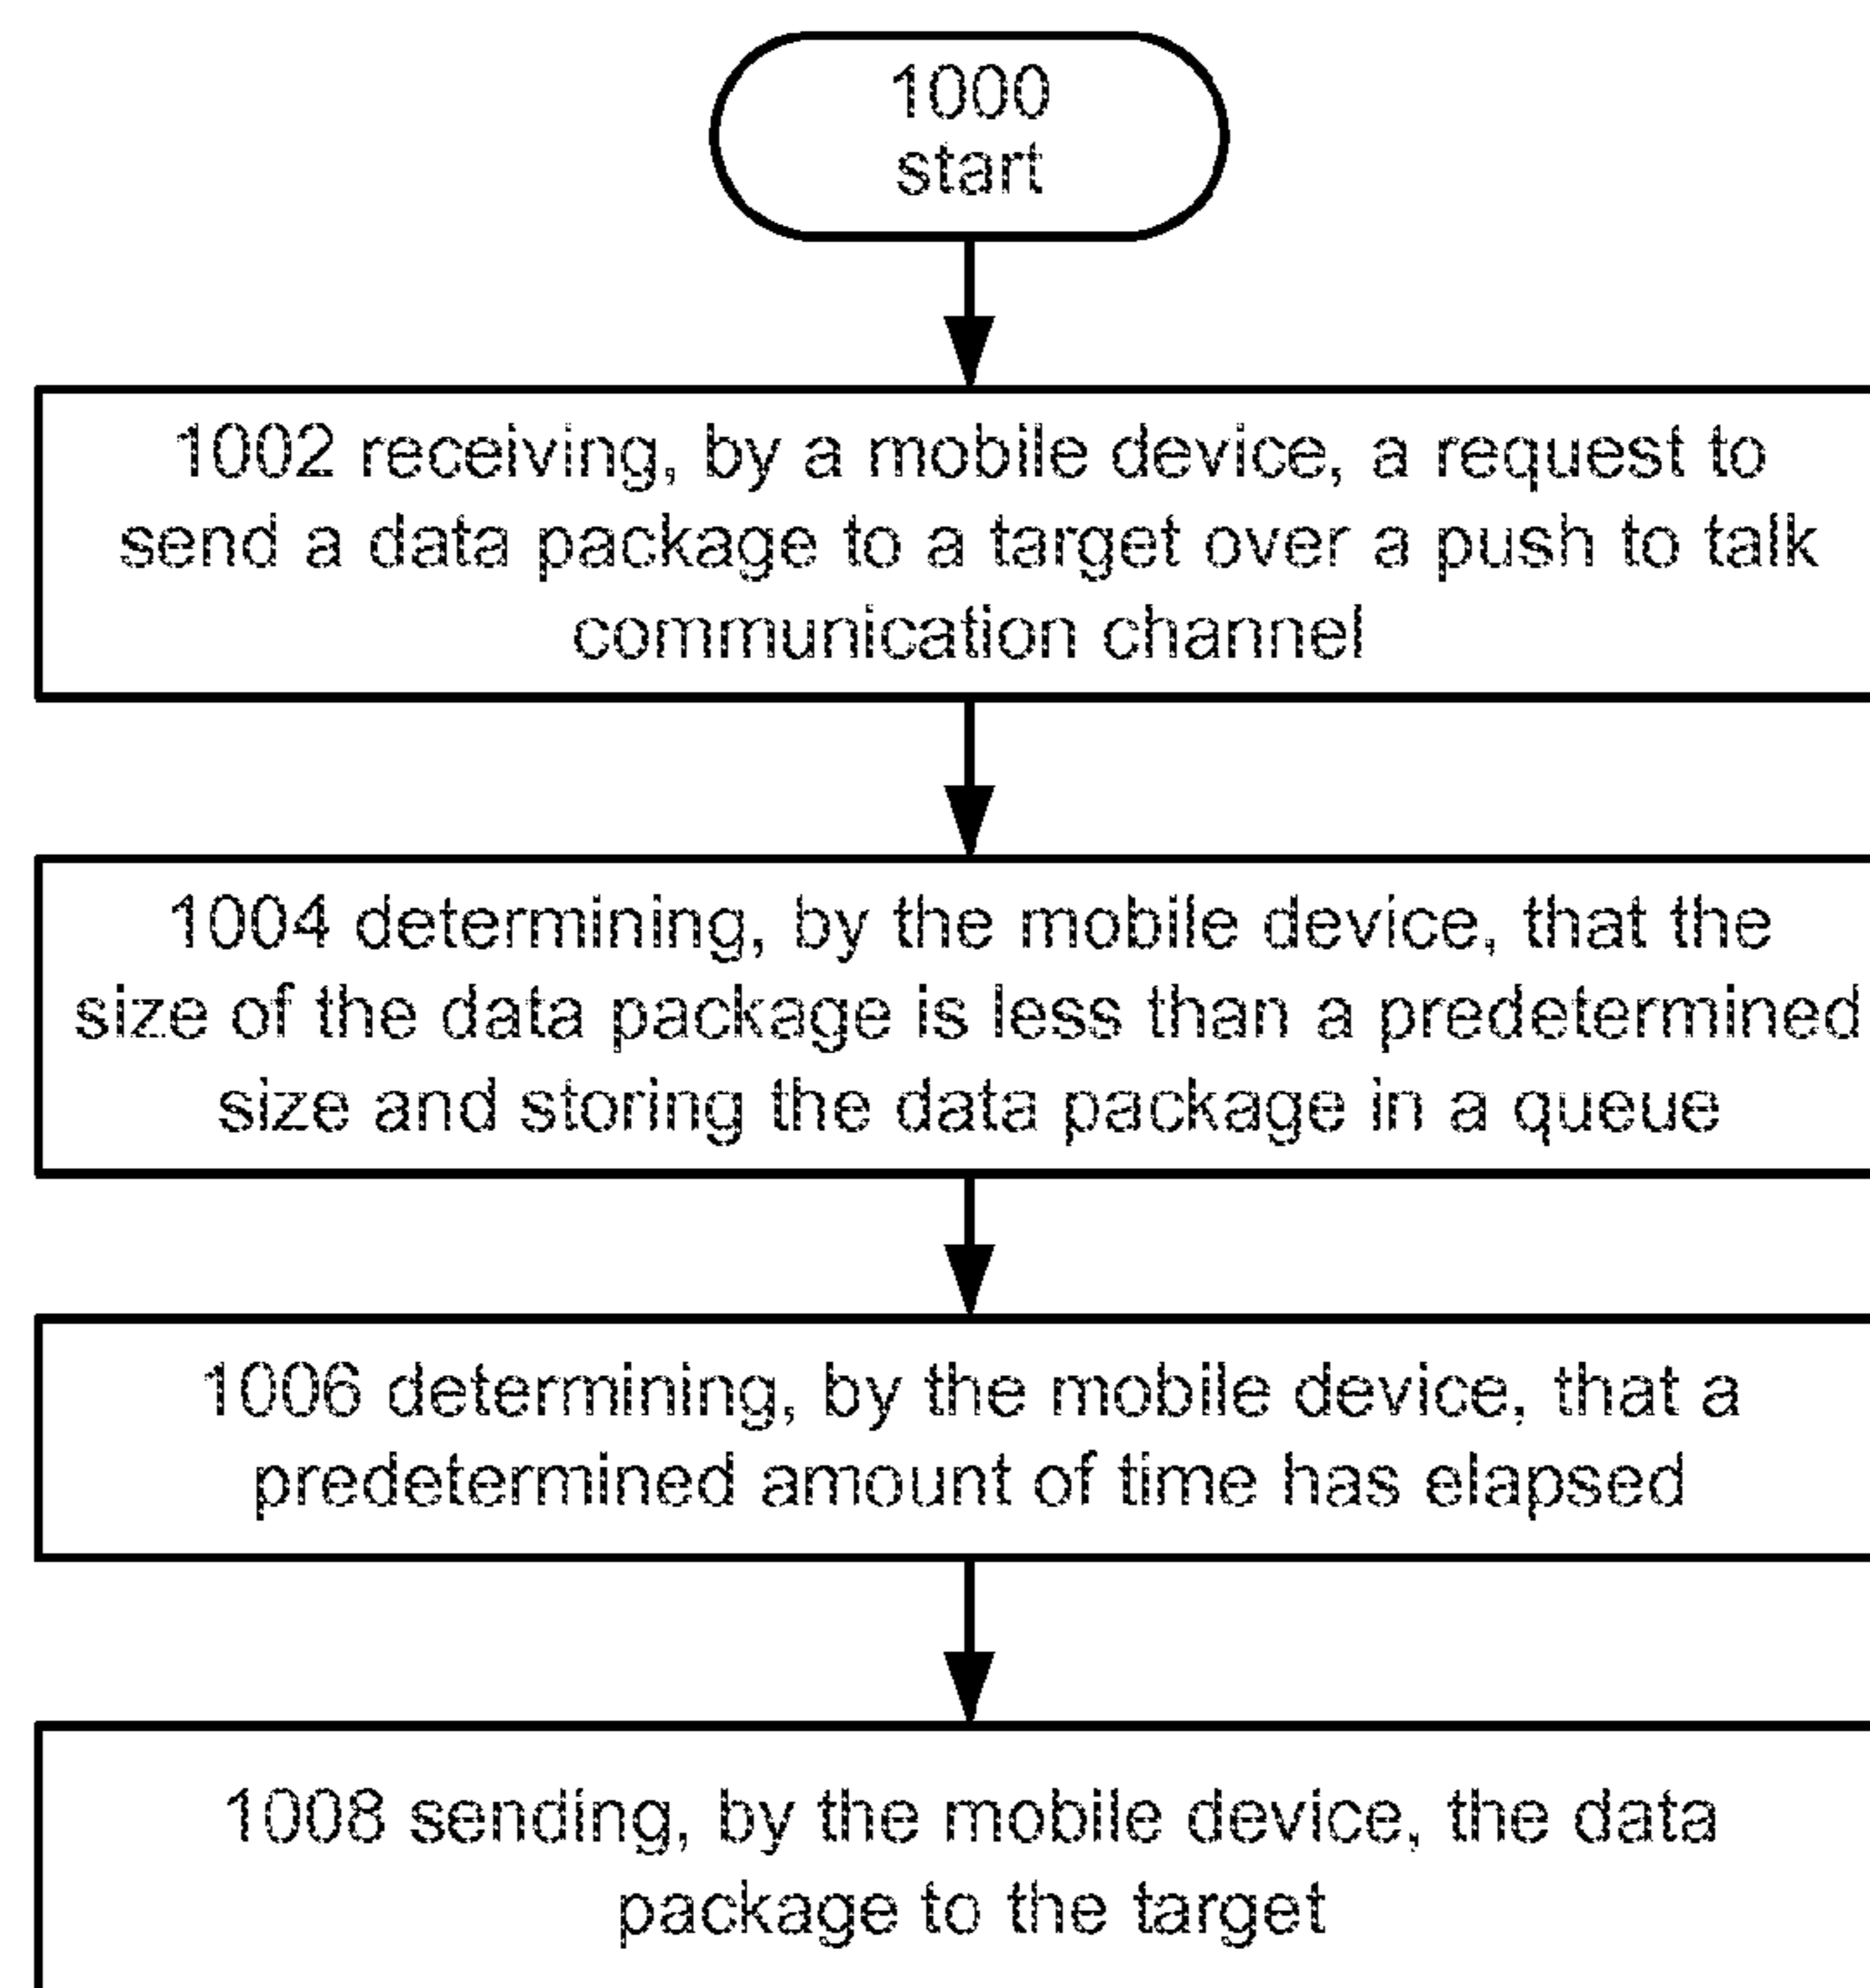 1000
start
1002 receiving, by a mobile device, a request to
send a data package to a target over a push to talk
communication channel
1004 determining, by the mobile device, that the
size of the data package is less than a predetermined
size and storing the data package in a queue
1006 determining, by the mobile device, that a
predetermined amount of time has elapsed
1008 sending, by the mobile device, the data
package to the target